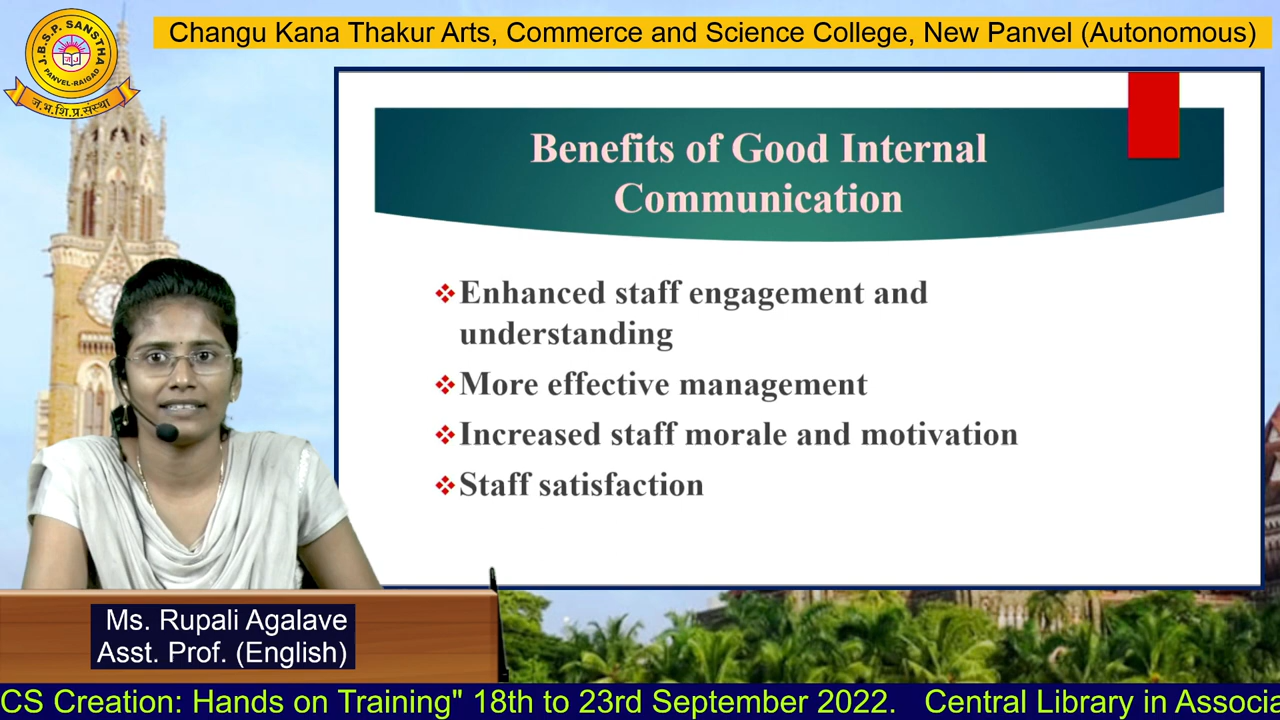 J.B.S.P. SANSTHA
PANVEL-RAIGAD
ज.भ.शि.प्र.संस्था
Changu Kana Thakur Arts, Commerce and Science College, New Panvel (Autonomous)
Benefits of Good Internal
Communication
❖Enhanced staff engagement and
understanding
❖More effective management
❖Increased staff morale and motivation
❖Staff satisfaction
Ms. Rupali Agalave
Asst. Prof. (English)
CS Creation: Hands on Training" 18th to 23rd September 2022. Central Library in Associa